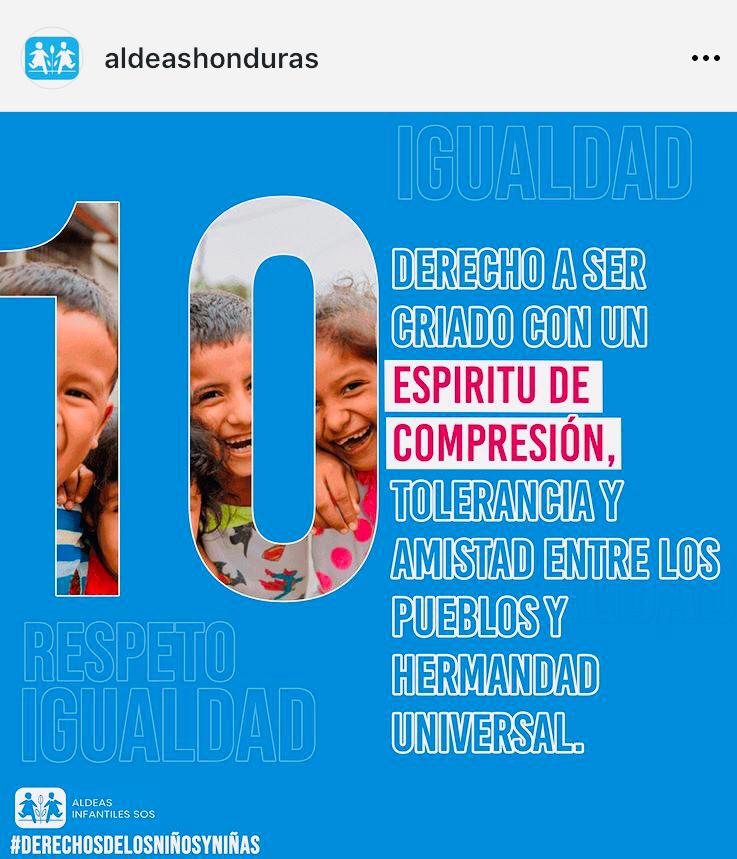 aldeashonduras
IGUALDAD
10
DERECHO A SER
CRIADO CON UN
ESPIRITU DE
COMPRESIÓN,
TOLERANCIA Y
AMISTAD ENTRE LOS
PUEBLOS Y
HERMANDAD
UNIVERSAL.
RESPETO
IGUALDAD
ALDEAS
INFANTILES SOS
#DERECHOSDELOSNIÑOSYNIÑAS